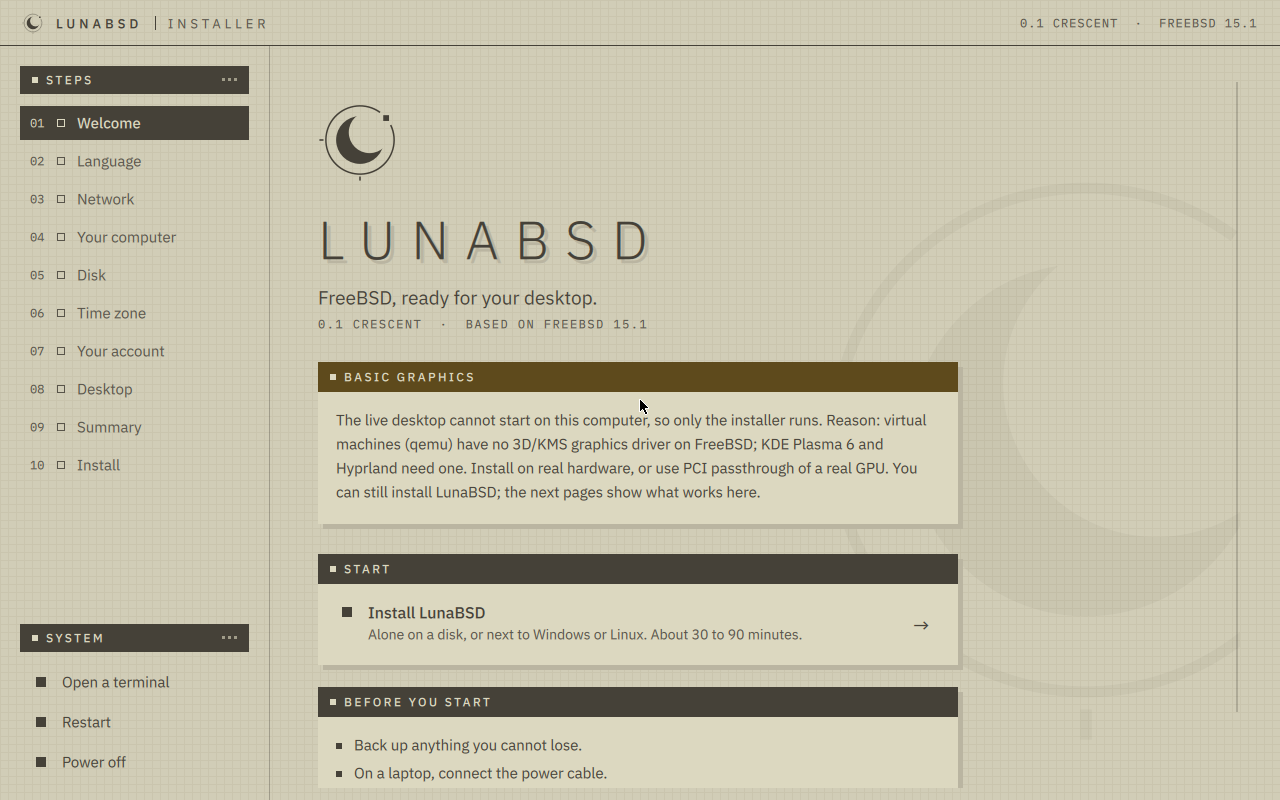 LUNABSD | INSTALLER
0.1 CRESCENT · FREEBSD 15.1
STEPS
01 Welcome
02 Language
03 Network
04 Your computer
05 Disk
06 Time zone
07 Your account
08 Desktop
09 Summary
10 Install
SYSTEM
Open a terminal
Restart
Power off
LUNABSD
FreeBSD, ready for your desktop.
0.1 CRESCENT · BASED ON FREEBSD 15.1
BASIC GRAPHICS
The live desktop cannot start on this computer, so only the installer runs. Reason: virtual
machines (qemu) have no 3D/KMS graphics driver on FreeBSD; KDE Plasma 6 and
Hyprland need one. Install on real hardware, or use PCI passthrough of a real GPU. You
can still install LunaBSD; the next pages show what works here.
START
Install LunaBSD
Alone on a disk, or next to Windows or Linux. About 30 to 90 minutes.
→
BEFORE YOU START
Back up anything you cannot lose.
On a laptop, connect the power cable.